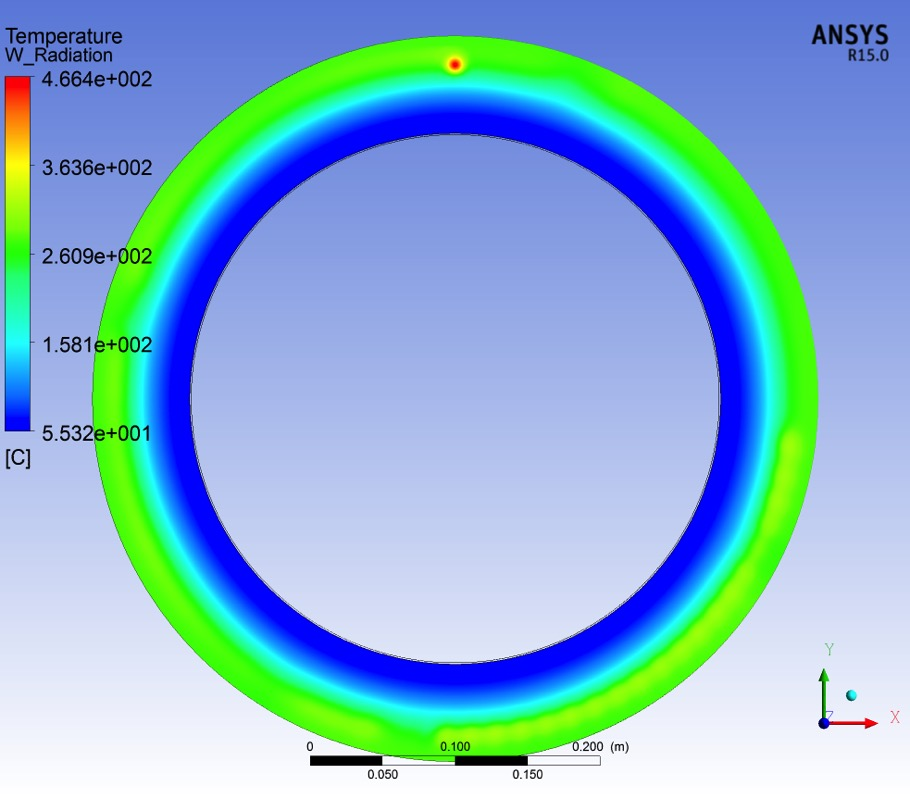 Temperature
W_Radiation
ANSYS
R15.0
4.664e+002
3.636e+002
2.609e+002
1.581e+002
5.532e+001
[C]
Y
X
Z
0 0.100 0.200 (m)
0.050 0.150